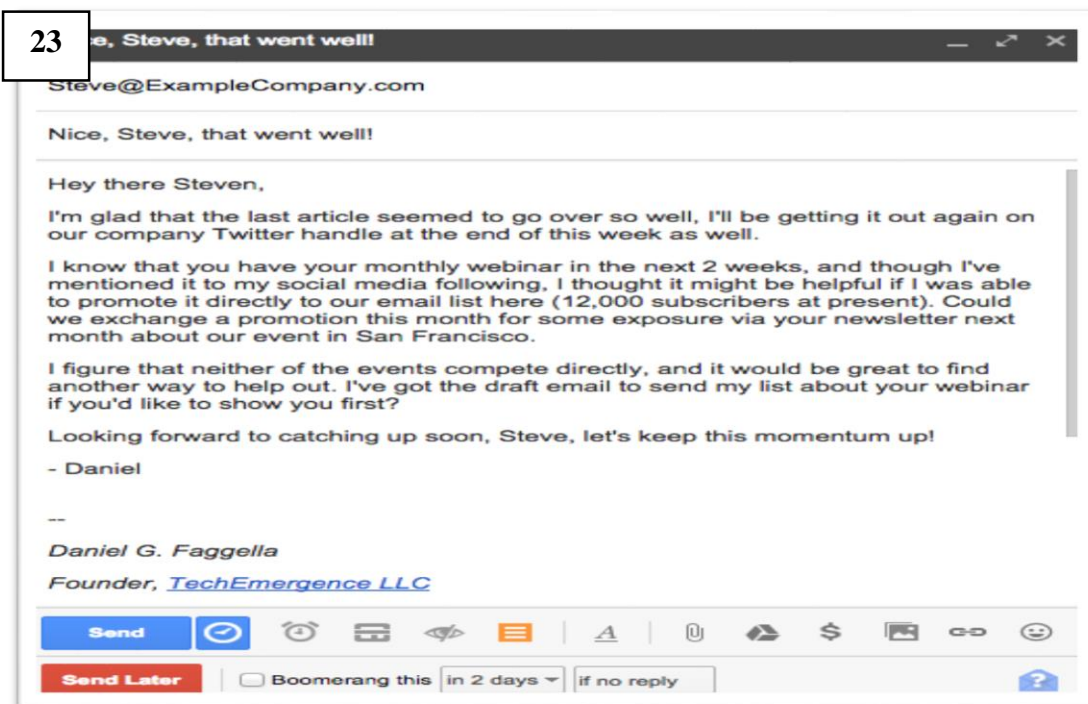 23
e, Steve, that went well!
Steve@ExampleCompany.com
Nice, Steve, that went well!
Hey there Steven,
I'm glad that the last article seemed to go over so well, I'll be getting it out again on
our company Twitter handle at the end of this week as well.
I know that you have your monthly webinar in the next 2 weeks, and though I've
mentioned it to my social media following, I thought it might be helpful if I was able
to promote it directly to our email list here (12,000 subscribers at present). Could
we exchange a promotion this month for some exposure via your newsletter next
month about our event in San Francisco.
I figure that neither of the events compete directly, and it would be great to find
another way to help out. I've got the draft email to send my list about your webinar
if you'd like to show you first?
Looking forward to catching up soon, Steve, let's keep this momentum up!
- Daniel
--
Daniel G. Faggella
Founder, TechEmergence LLC
Send
Send Later Boomerang this in 2 days if no reply